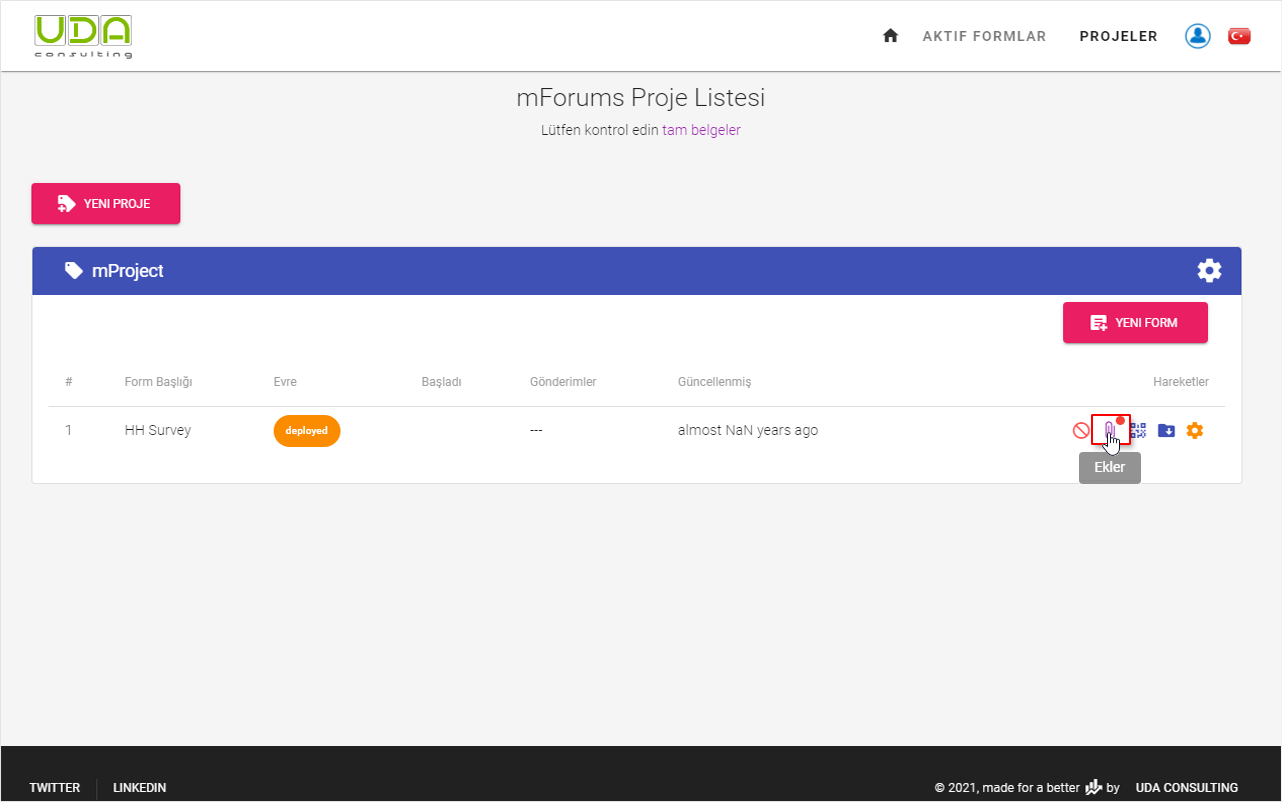 UDA
consulting
AKTIF FORMLAR
PROJELER
mForums Proje Listesi
Lütfen kontrol edin tam belgeler
YENI PROJE
mProject
YENI FORM
# Form Başlığı Evre Başladı Gönderimler Güncellenmiş Hareketler
1 HH Survey deployed --- almost NaN years ago
Ekler
TWITTER LINKEDIN © 2021, made for a better by UDA CONSULTING